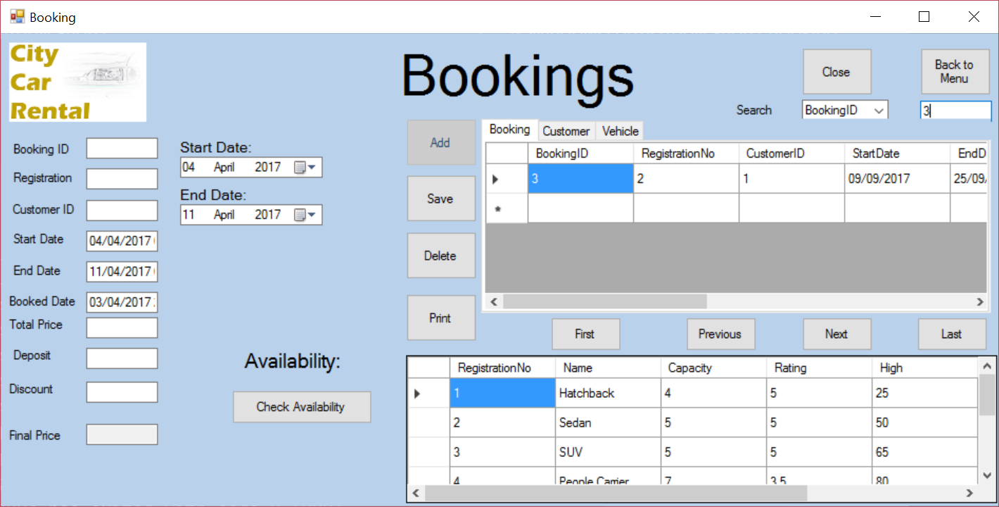 Booking
City
Car
Rental
Bookings
Close
Back to
Menu
Search
BookingID
3
Booking ID
Registration
Customer ID
Start Date
04/04/2017
End Date
11/04/2017
Booked Date
03/04/2017
Total Price
Deposit
Discount
Final Price
Start Date:
04 April 2017
End Date:
11 April 2017
Availability:
Check Availability
Add
Save
Delete
Print
Booking Customer Vehicle
BookingID RegistrationNo CustomerID StartDate EndD
3 2 1 09/09/2017 25/09/
*
First Previous Next Last
RegistrationNo Name Capacity Rating High
1 Hatchback 4 5 25
2 Sedan 5 5 50
3 SUV 5 5 65
4 People Carrier 7 3.5 80